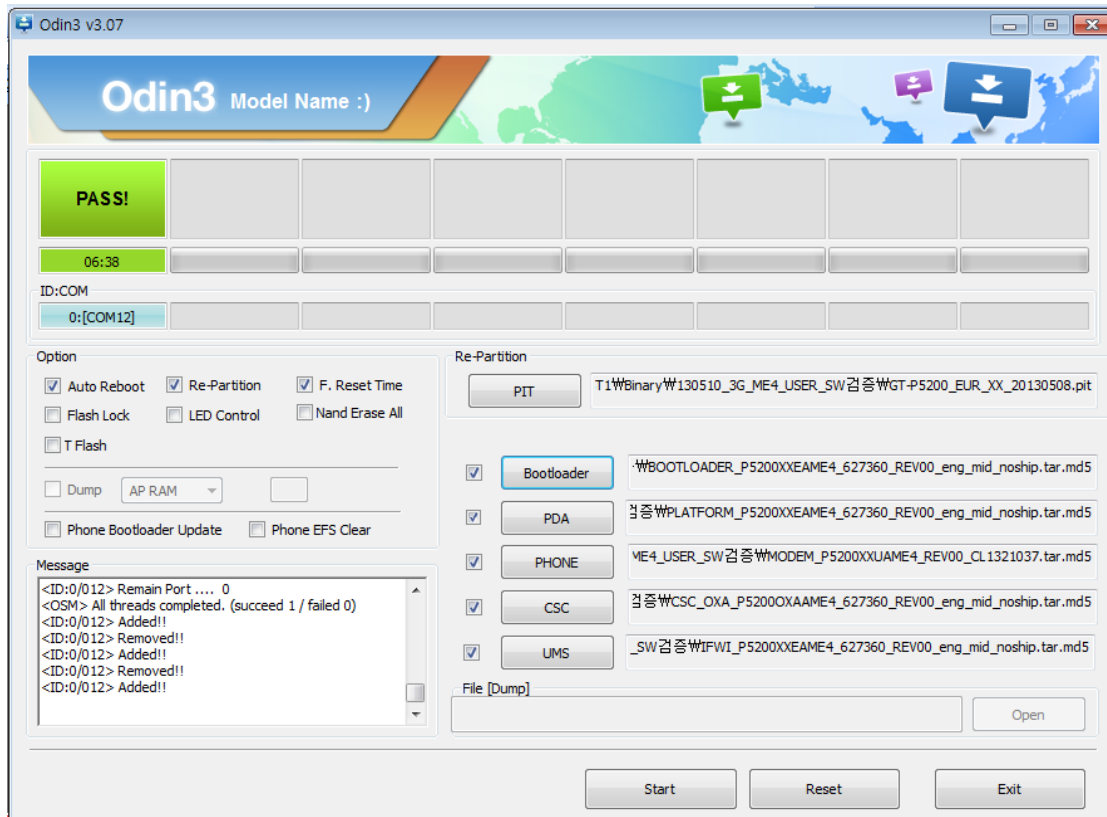 Odin3 v3.07
Odin3 Model Name :)
PASS!
06:38
ID:COM
0:[COM12]
Option
Auto Reboot Re-Partition F. Reset Time
Flash Lock LED Control Nand Erase All
T Flash
Dump AP RAM
Phone Bootloader Update Phone EFS Clear
Message
<ID:0/012> Remain Port .... 0
<OSM> All threads completed. (succeed 1 / failed 0)
<ID:0/012> Added!!
<ID:0/012> Removed!!
<ID:0/012> Added!!
<ID:0/012> Removed!!
<ID:0/012> Added!!
Re-Partition
PIT T1₩Binary₩130510_3G_ME4_USER_SW검증₩GT-P5200_EUR_XX_20130508.pit
Bootloader ₩BOOTLOADER_P5200XXEAME4_627360_REV00_eng_mid_noship.tar.md5
PDA 검증₩PLATFORM_P5200XXEAME4_627360_REV00_eng_mid_noship.tar.md5
PHONE ME4_USER_SW검증₩MODEM_P5200XXUAME4_REV00_CL1321037.tar.md5
CSC 검증₩CSC_OXA_P5200OXAAME4_627360_REV00_eng_mid_noship.tar.md5
UMS _SW검증₩IFWI_P5200XXEAME4_627360_REV00_eng_mid_noship.tar.md5
File [Dump]
Open
Start Reset Exit